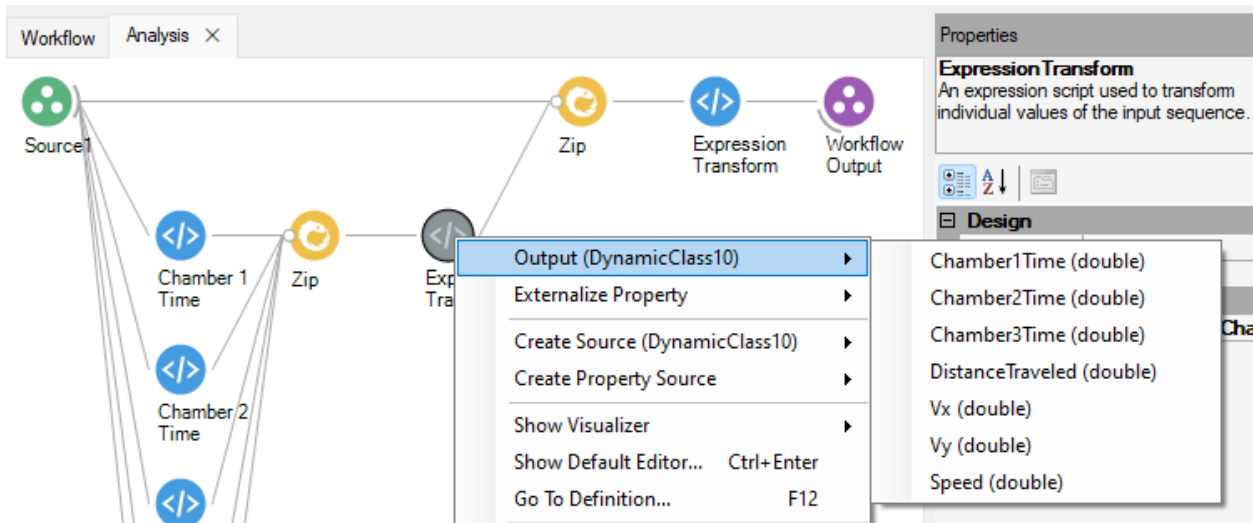 Workflow
Analysis
Source1
Zip
Expression
Transform
Workflow
Output
Chamber 1
Time
Zip
Exp
Tra
Chamber 2
Time
Output (DynamicClass10)
Externalize Property
Create Source (DynamicClass10)
Create Property Source
Show Visualizer
Show Default Editor... Ctrl+Enter
Go To Definition... F12
Chamber1Time (double)
Chamber2Time (double)
Chamber3Time (double)
DistanceTraveled (double)
Vx (double)
Vy (double)
Speed (double)
Properties
ExpressionTransform
An expression script used to transform
individual values of the input sequence.
A
Z
Design
Cha